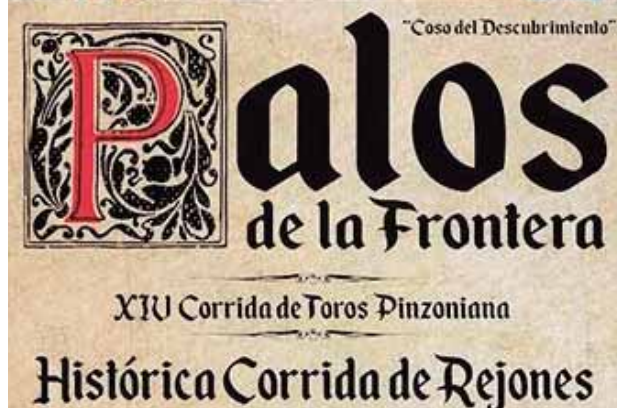 "Coso del Descubrimiento"
Palos
de la Frontera
XIV Corrida de Toros Pinzoniana
Histórica Corrida de Rejones